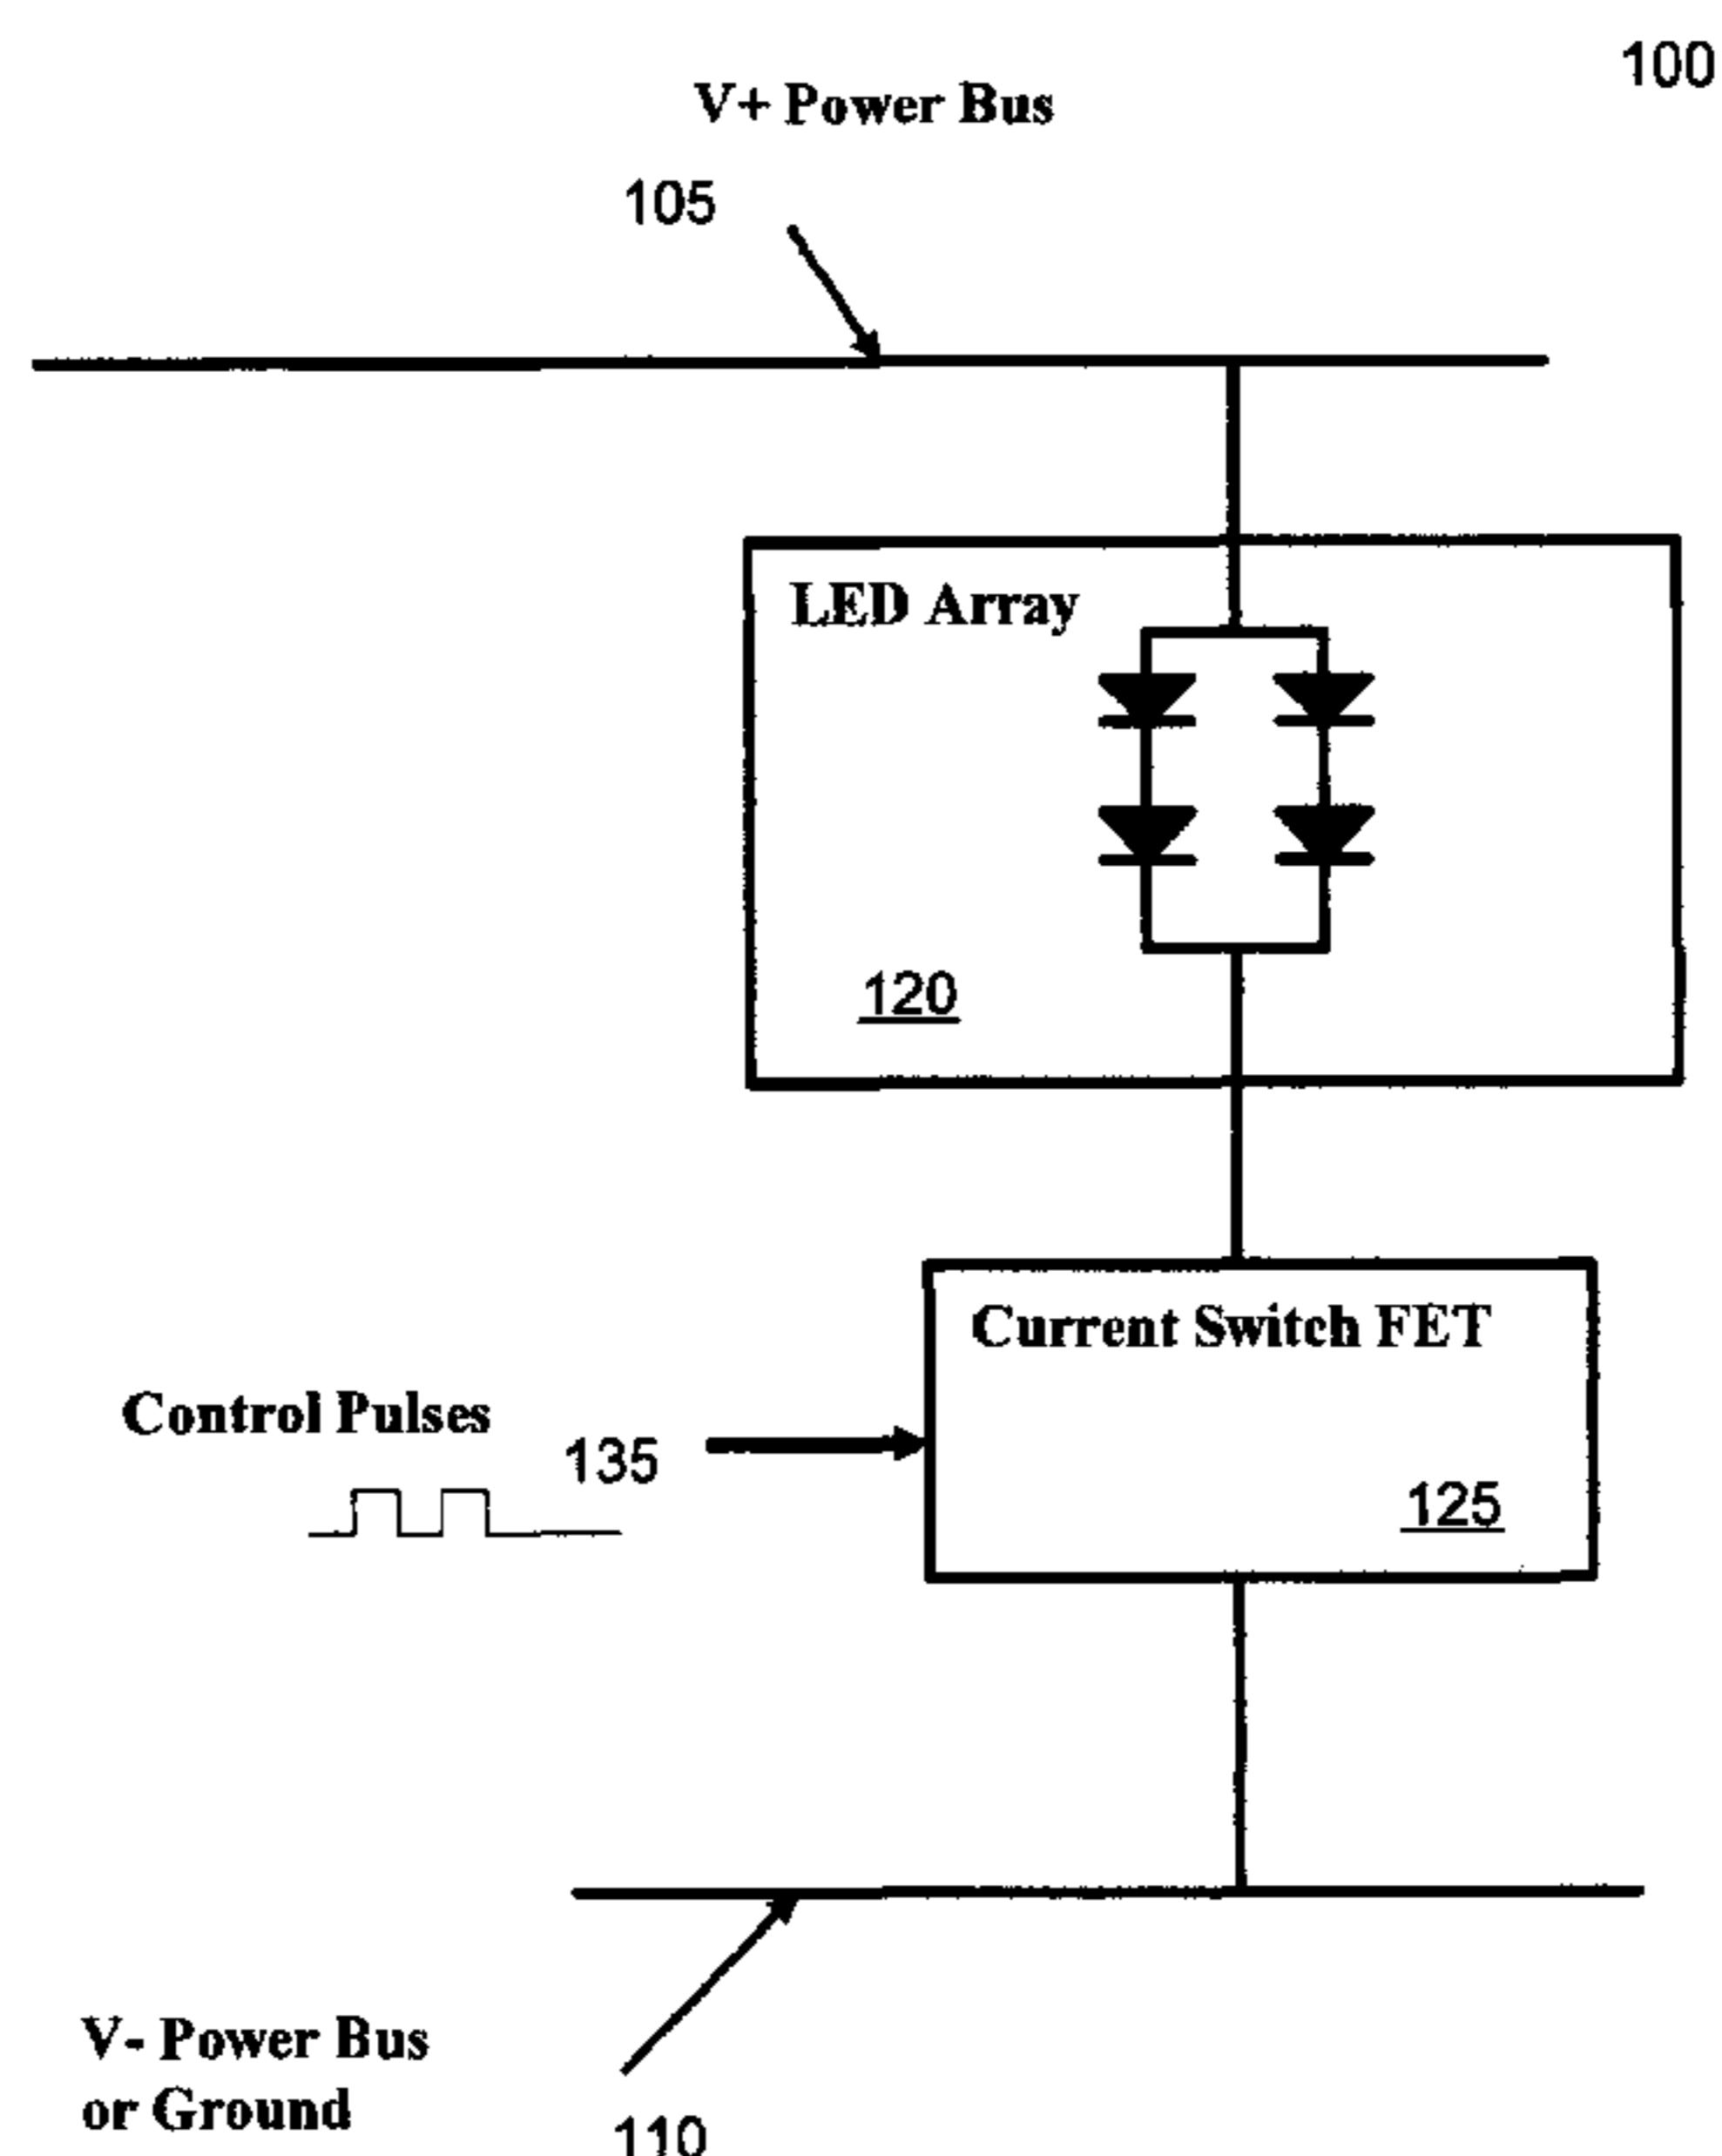 100
V+ Power Bus
105
LED Array
120
Current Switch FET
Control Pulses
135
125
V- Power Bus
or Ground
110